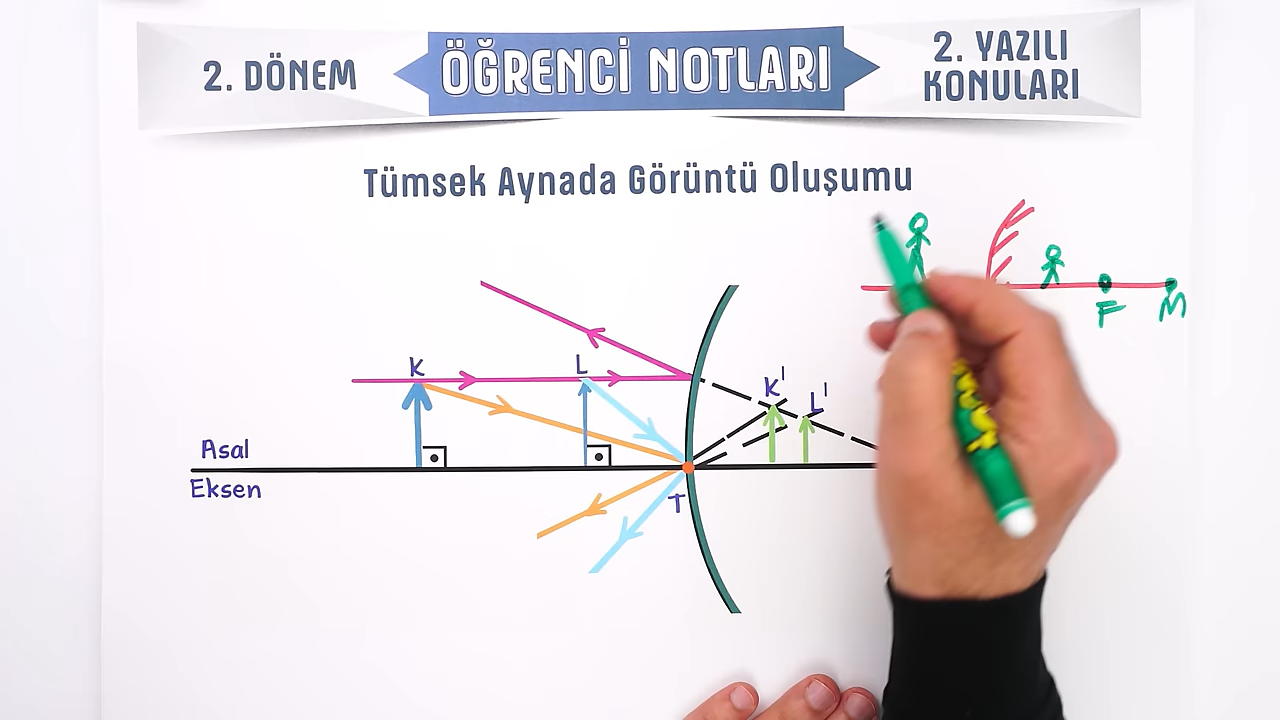 2. DÖNEM
ÖĞRENCİ NOTLARI
2. YAZILI
KONULARI
Tümsek Aynada Görüntü Oluşumu
F
M
K
L
K'
L'
Asal
Eksen
T